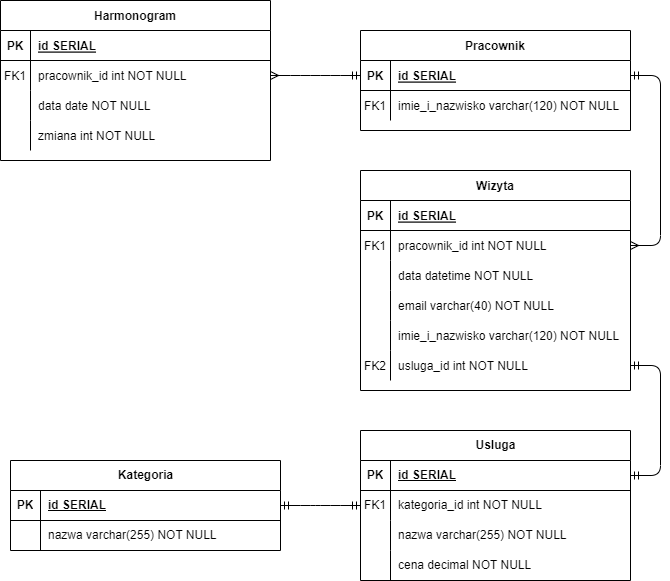 Harmonogram
PK id SERIAL
FK1 pracownik_id int NOT NULL
data date NOT NULL
zmiana int NOT NULL
Pracownik
PK id SERIAL
FK1 imie_i_nazwisko varchar(120) NOT NULL
Wizyta
PK id SERIAL
FK1 pracownik_id int NOT NULL
data datetime NOT NULL
email varchar(40) NOT NULL
imie_i_nazwisko varchar(120) NOT NULL
FK2 usluga_id int NOT NULL
Kategoria
PK id SERIAL
nazwa varchar(255) NOT NULL
Usluga
PK id SERIAL
FK1 kategoria_id int NOT NULL
nazwa varchar(255) NOT NULL
cena decimal NOT NULL